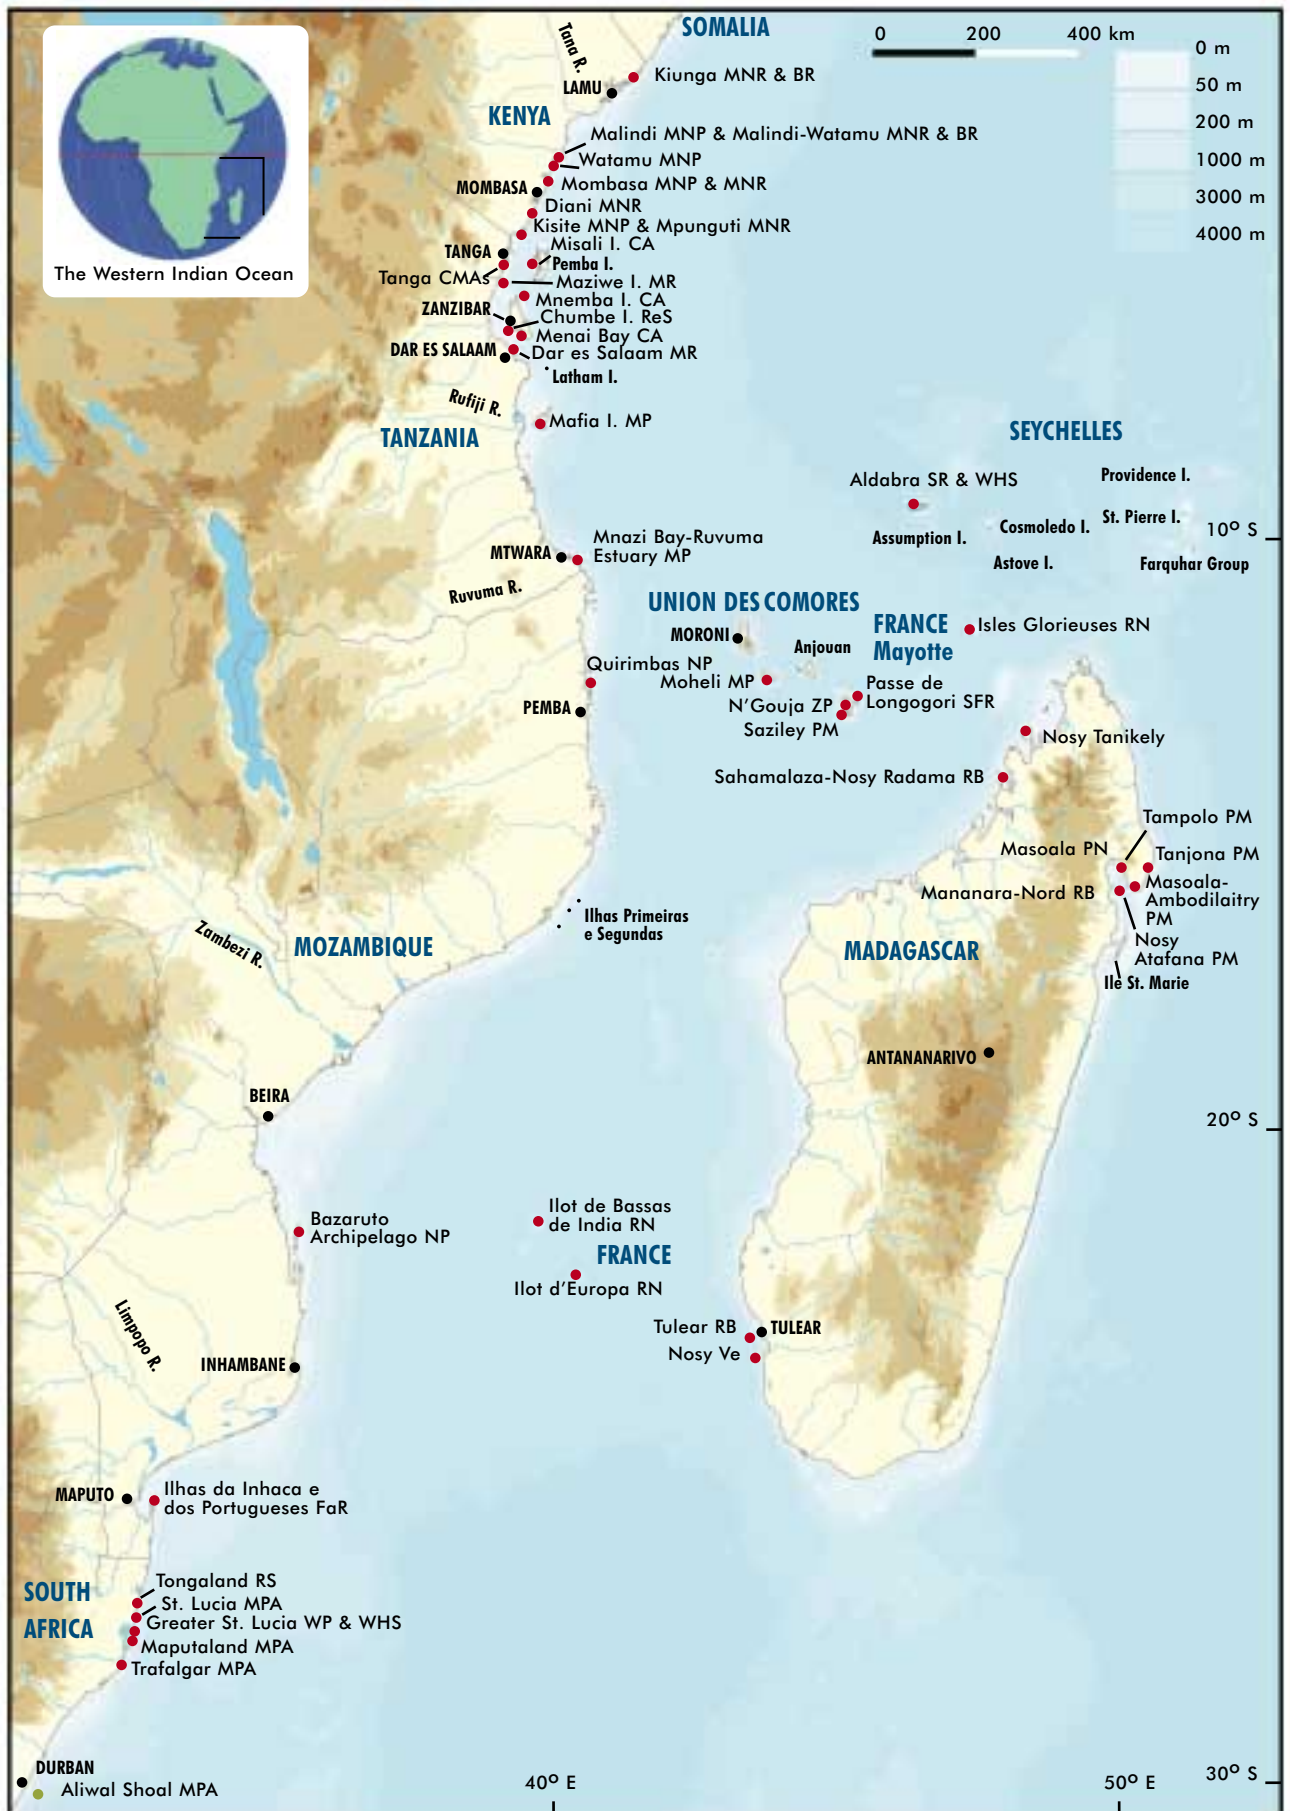 SOMALIA
0 200 400 km
0 m
50 m
200 m
1000 m
3000 m
4000 m
The Western Indian Ocean
Tana R.
Kiunga MNR & BR
LAMU
KENYA
Malindi MNP & Malindi-Watamu MNR & BR
Watamu MNP
Mombasa MNP & MNR
MOMBASA
Diani MNR
Kisite MNP & Mpunguti MNR
Misali I. CA
TANGA
Pemba I.
Tanga CMAs
Maziwe I. MR
Mnemba I. CA
ZANZIBAR
Chumbe I. ReS
Menai Bay CA
DAR ES SALAAM
Dar es Salaam MR
Latham I.
Rufiji R.
Mafia I. MP
TANZANIA
SEYCHELLES
Aldabra SR & WHS
Providence I.
Assumption I.
Cosmoledo I.
St. Pierre I.
10º S
Astove I.
Farquhar Group
MTWARA
Mnazi Bay-Ruvuma
Estuary MP
Ruvuma R.
UNION DES COMORES
MORONI
Anjouan
FRANCE
Mayotte
Isles Glorieuses RN
Quirimbas NP
Moheli MP
PEMBA
Passe de
Longogori SFR
N'Gouja ZP
Saziley PM
Nosy Tanikely
Sahamalaza-Nosy Radama RB
Tampolo PM
Masoala PN
Tanjona PM
Mananara-Nord RB
Masoala-
Ambodilaitry
PM
Nosy
Atafana PM
Ile St. Marie
Ilhas Primeiras
e Segundas
Zambezi R.
MOZAMBIQUE
MADAGASCAR
ANTANANARIVO
BEIRA
20º S
Bazaruto
Archipelago NP
Ilot de Bassas
de India RN
FRANCE
Ilot d'Europa RN
Limpopo R.
Tulear RB
TULEAR
Nosy Ve
INHAMBANE
MAPUTO
Ilhas da Inhaca e
dos Portugueses FaR
SOUTH
AFRICA
Tongaland RS
St. Lucia MPA
Greater St. Lucia WP & WHS
Maputaland MPA
Trafalgar MPA
DURBAN
Aliwal Shoal MPA
40º E
50º E
30º S